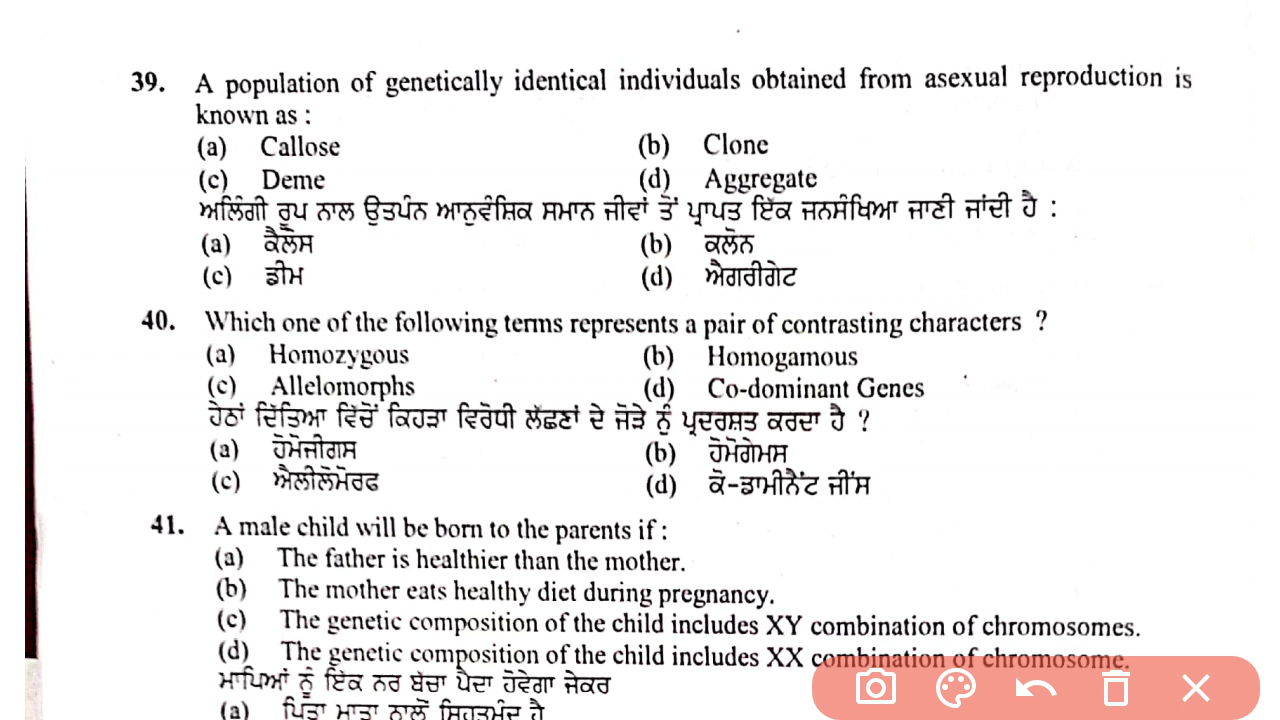 39. A population of genetically identical individuals obtained from asexual reproduction is
known as :
(a) Callose (b) Clone
(c) Deme (d) Aggregate
ਅਲਿੰਗੀ ਰੂਪ ਨਾਲ ਉਤਪੰਨ ਆਨੁਵੰਸ਼ਿਕ ਸਮਾਨ ਜੀਵਾਂ ਤੋਂ ਪ੍ਰਾਪਤ ਇੱਕ ਜਨਸੰਖਿਆ ਜਾਣੀ ਜਾਂਦੀ ਹੈ :
(a) ਕੈਲੋਸ (b) ਕਲੋਨ
(c) ਡੀਮ (d) ਐਗਰੀਗੇਟ
40. Which one of the following terms represents a pair of contrasting characters ?
(a) Homozygous (b) Homogamous
(c) Allelomorphs (d) Co-dominant Genes
ਹੇਠਾਂ ਦਿੱਤਿਆ ਵਿੱਚੋਂ ਕਿਹੜਾ ਵਿਰੋਧੀ ਲੱਛਣਾਂ ਦੇ ਜੋੜੇ ਨੂੰ ਪ੍ਰਦਰਸ਼ਤ ਕਰਦਾ ਹੈ ?
(a) ਹੋਮੋਜੀਗਸ (b) ਹੋਮੋਗੇਮਸ
(c) ਐਲੀਲੋਮੋਰਫ (d) ਕੋ-ਡਾਮੀਨੈਂਟ ਜੀਂਸ
41. A male child will be born to the parents if :
(a) The father is healthier than the mother.
(b) The mother eats healthy diet during pregnancy.
(c) The genetic composition of the child includes XY combination of chromosomes.
(d) The genetic composition of the child includes XX combination of chromosome.
ਮਾਪਿਆਂ ਨੂੰ ਇੱਕ ਨਰ ਬੱਚਾ ਪੈਦਾ ਹੋਵੇਗਾ ਜੇਕਰ
(a) ਪਿਤਾ ਮਾਤਾ ਨਾਲੋਂ ਸਿਹਤਮੰਦ ਹੈ